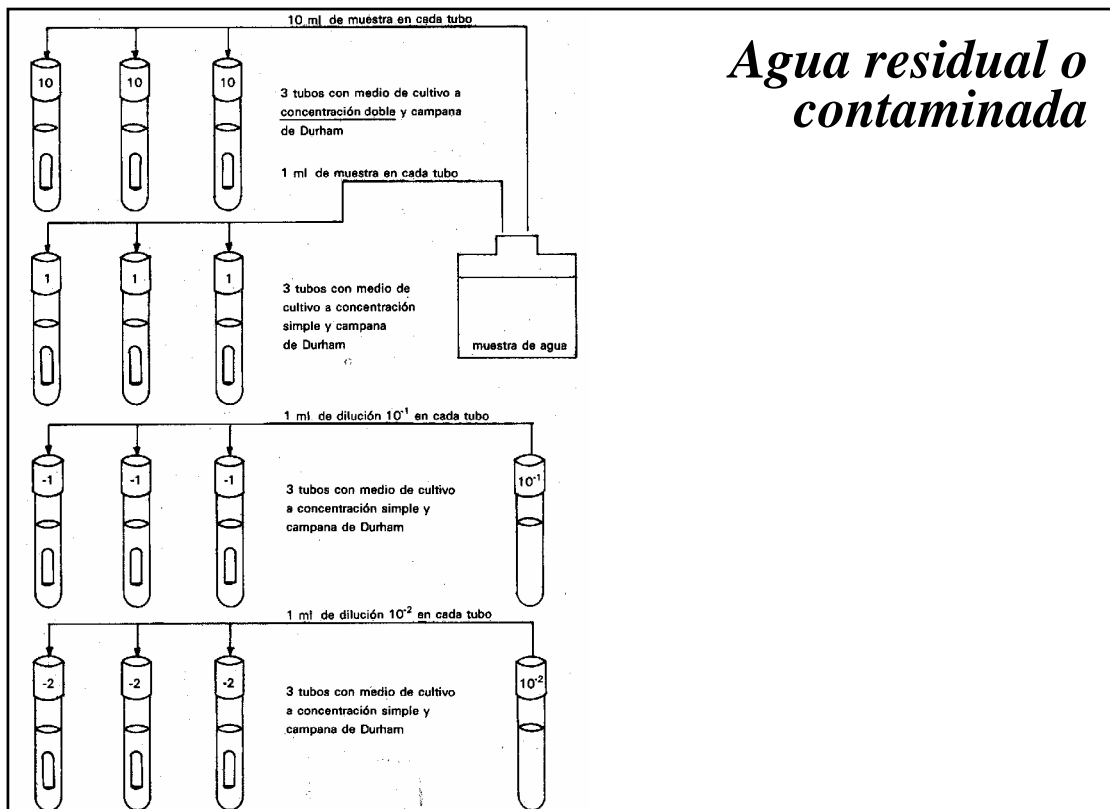 Agua residual o
contaminada
10 ml de muestra en cada tubo
10 10 10
3 tubos con medio de cultivo a
concentración doble y campana
de Durham
1 ml de muestra en cada tubo
1 1 1
3 tubos con medio de
cultivo a concentración
simple y campana
de Durham
muestra de agua
1 ml de dilución 10⁻¹ en cada tubo
-1 -1 -1 10⁻¹
3 tubos con medio de cultivo
a concentración simple y
campana de Durham
1 ml de dilución 10⁻² en cada tubo
-2 -2 -2 10⁻²
3 tubos con medio de cultivo
a concentración simple y
campana de Durham